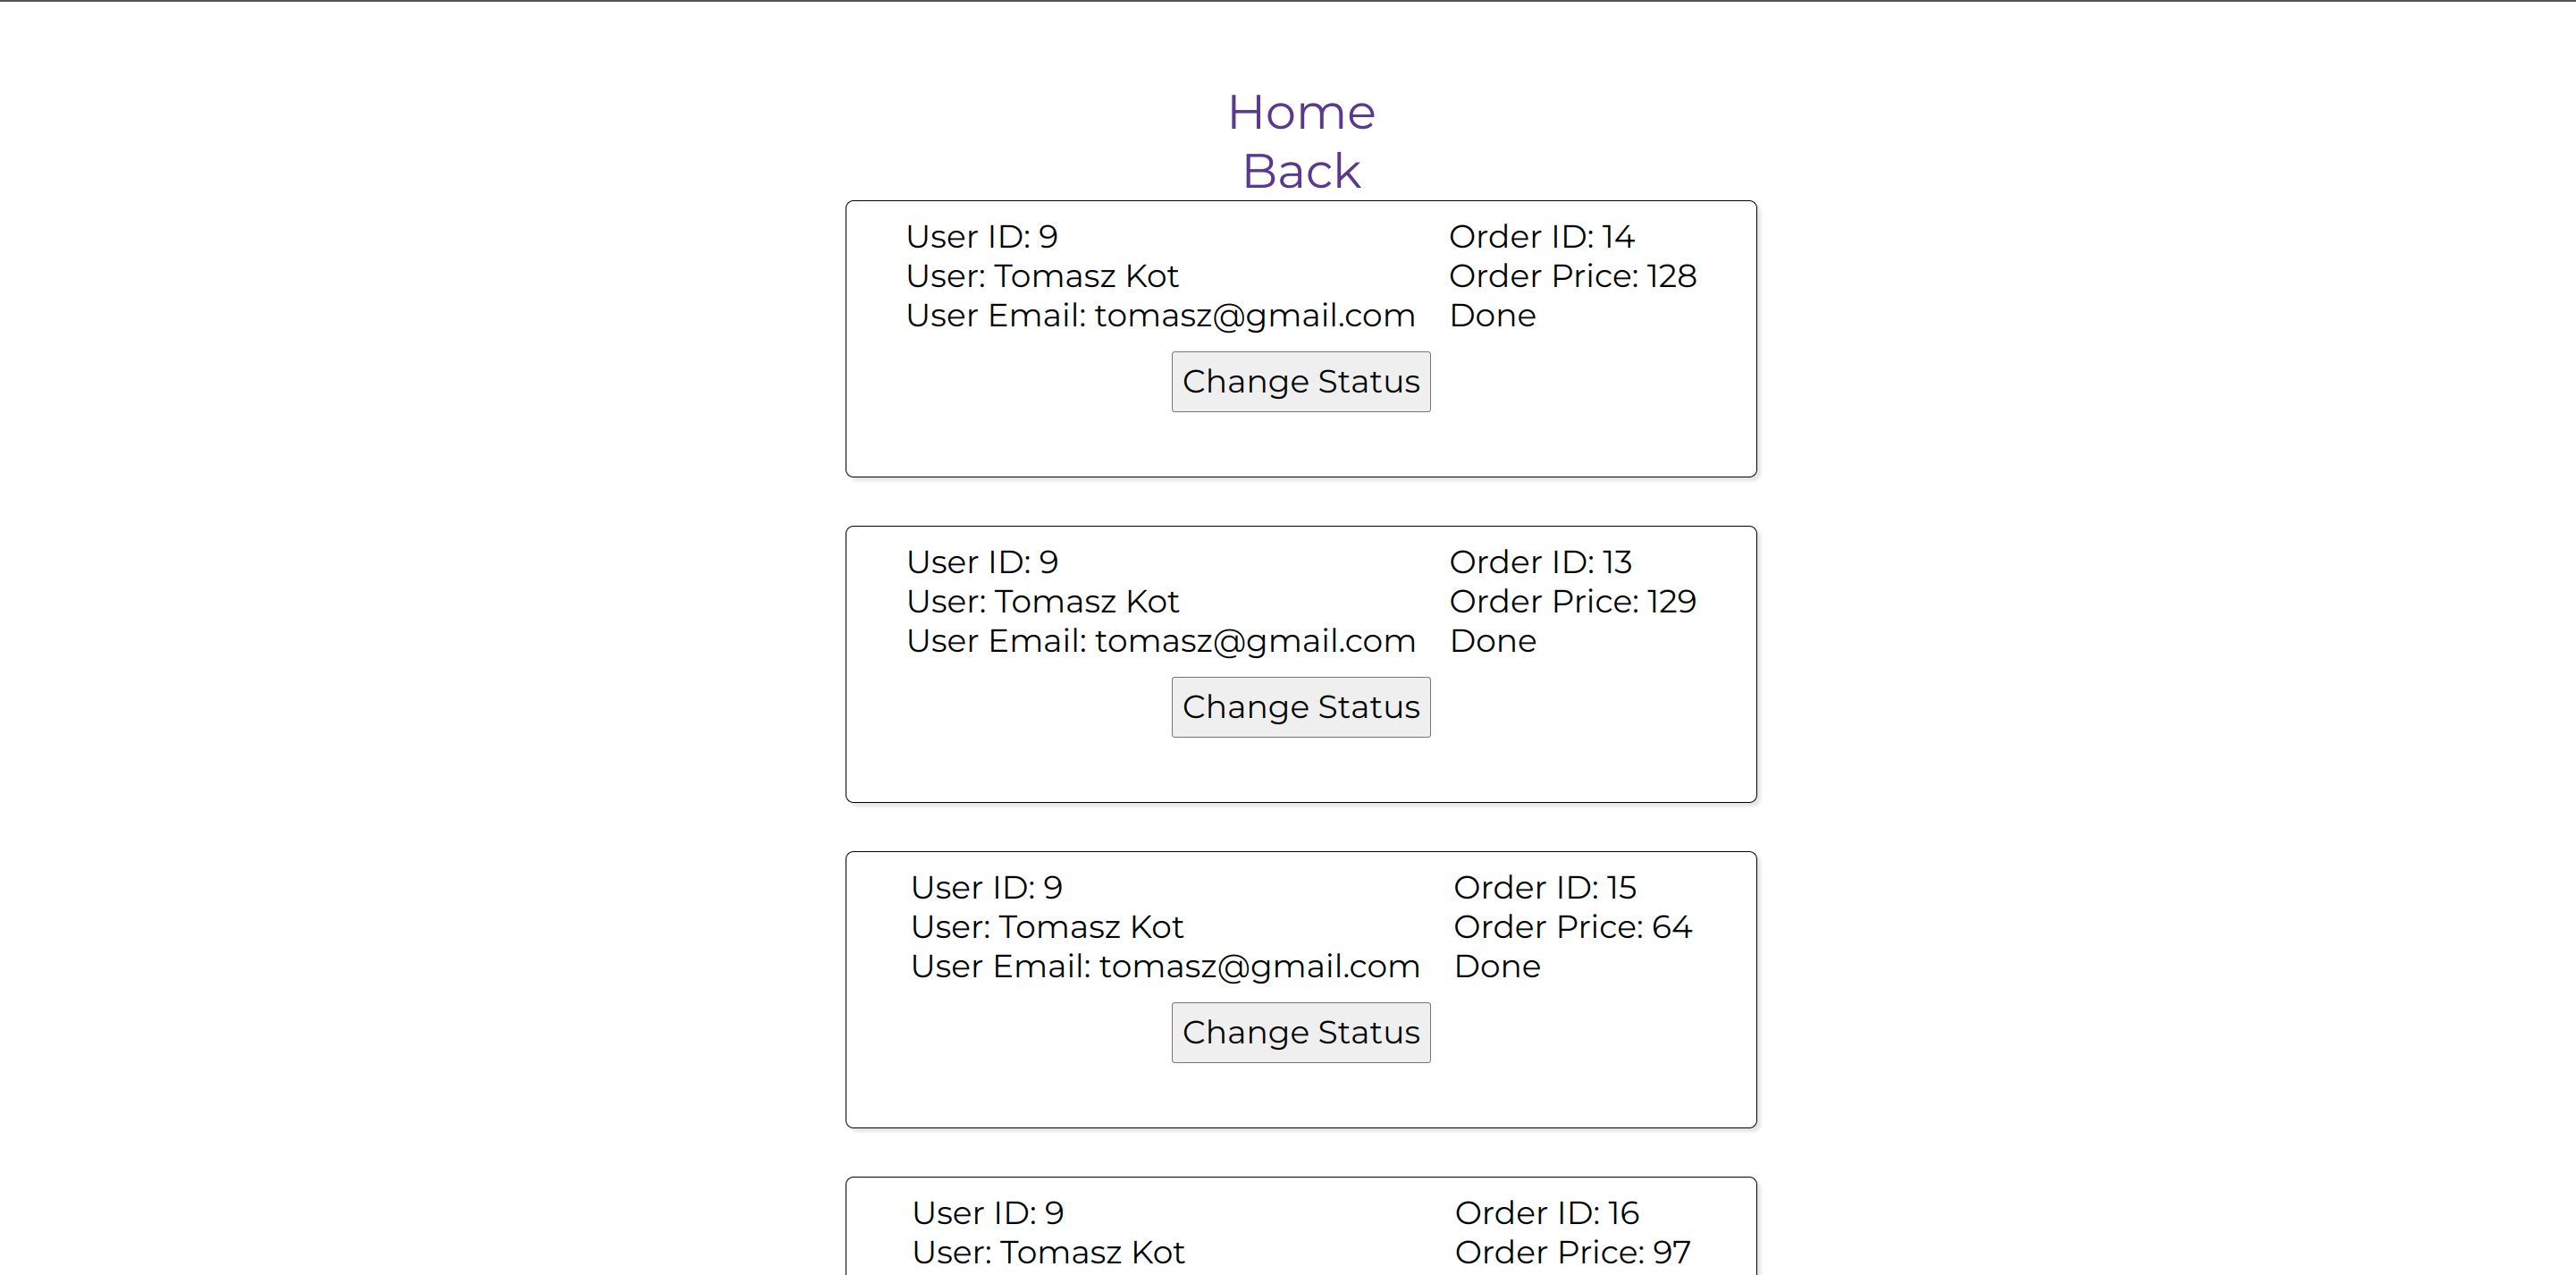 Home
Back
User ID: 9
User: Tomasz Kot
User Email: tomasz@gmail.com
Order ID: 14
Order Price: 128
Done
Change Status
User ID: 9
User: Tomasz Kot
User Email: tomasz@gmail.com
Order ID: 13
Order Price: 129
Done
Change Status
User ID: 9
User: Tomasz Kot
User Email: tomasz@gmail.com
Order ID: 15
Order Price: 64
Done
Change Status
User ID: 9
User: Tomasz Kot
Order ID: 16
Order Price: 97